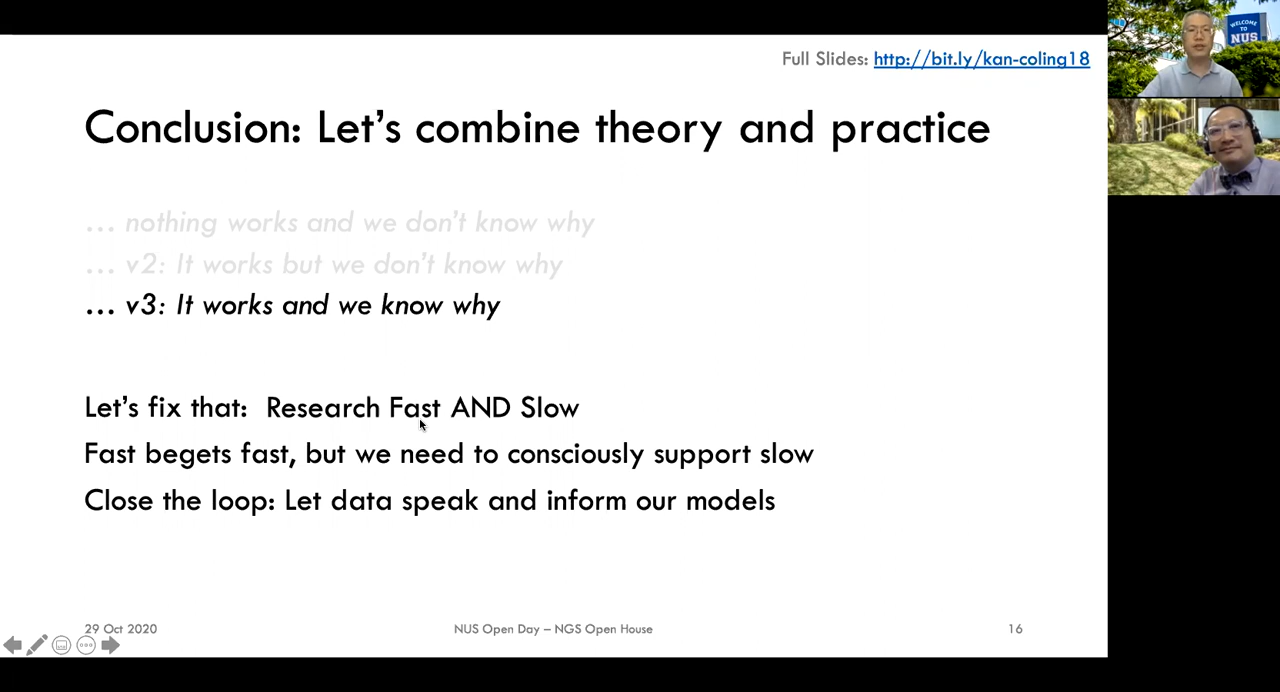 Full Slides: http://bit.ly/kan-coling18
WELCOME
TO
NUS
Conclusion: Let's combine theory and practice
... nothing works and we don't know why
... v2: It works but we don't know why
... v3: It works and we know why
Let's fix that: Research Fast AND Slow
Fast begets fast, but we need to consciously support slow
Close the loop: Let data speak and inform our models
29 Oct 2020
NUS Open Day – NGS Open House
16